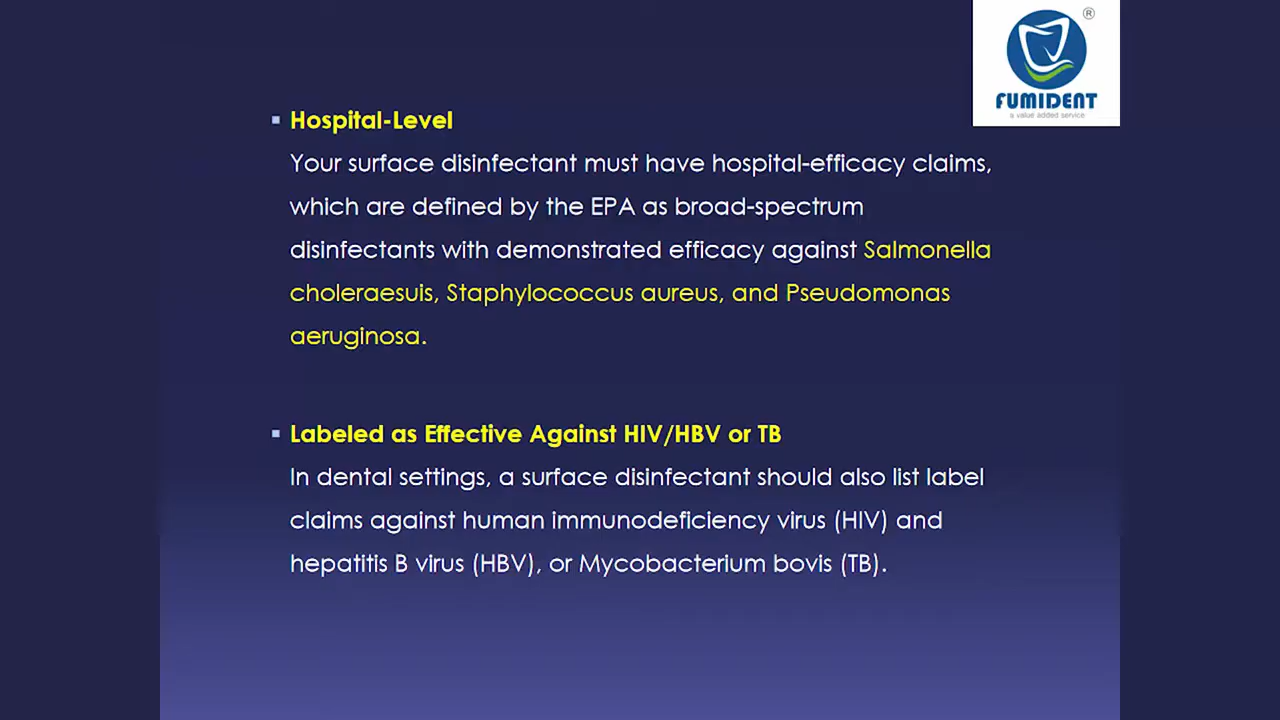 ®
FUMIDENT
a value added service
Hospital-Level
Your surface disinfectant must have hospital-efficacy claims,
which are defined by the EPA as broad-spectrum
disinfectants with demonstrated efficacy against Salmonella
choleraesuis, Staphylococcus aureus, and Pseudomonas
aeruginosa.
Labeled as Effective Against HIV/HBV or TB
In dental settings, a surface disinfectant should also list label
claims against human immunodeficiency virus (HIV) and
hepatitis B virus (HBV), or Mycobacterium bovis (TB).